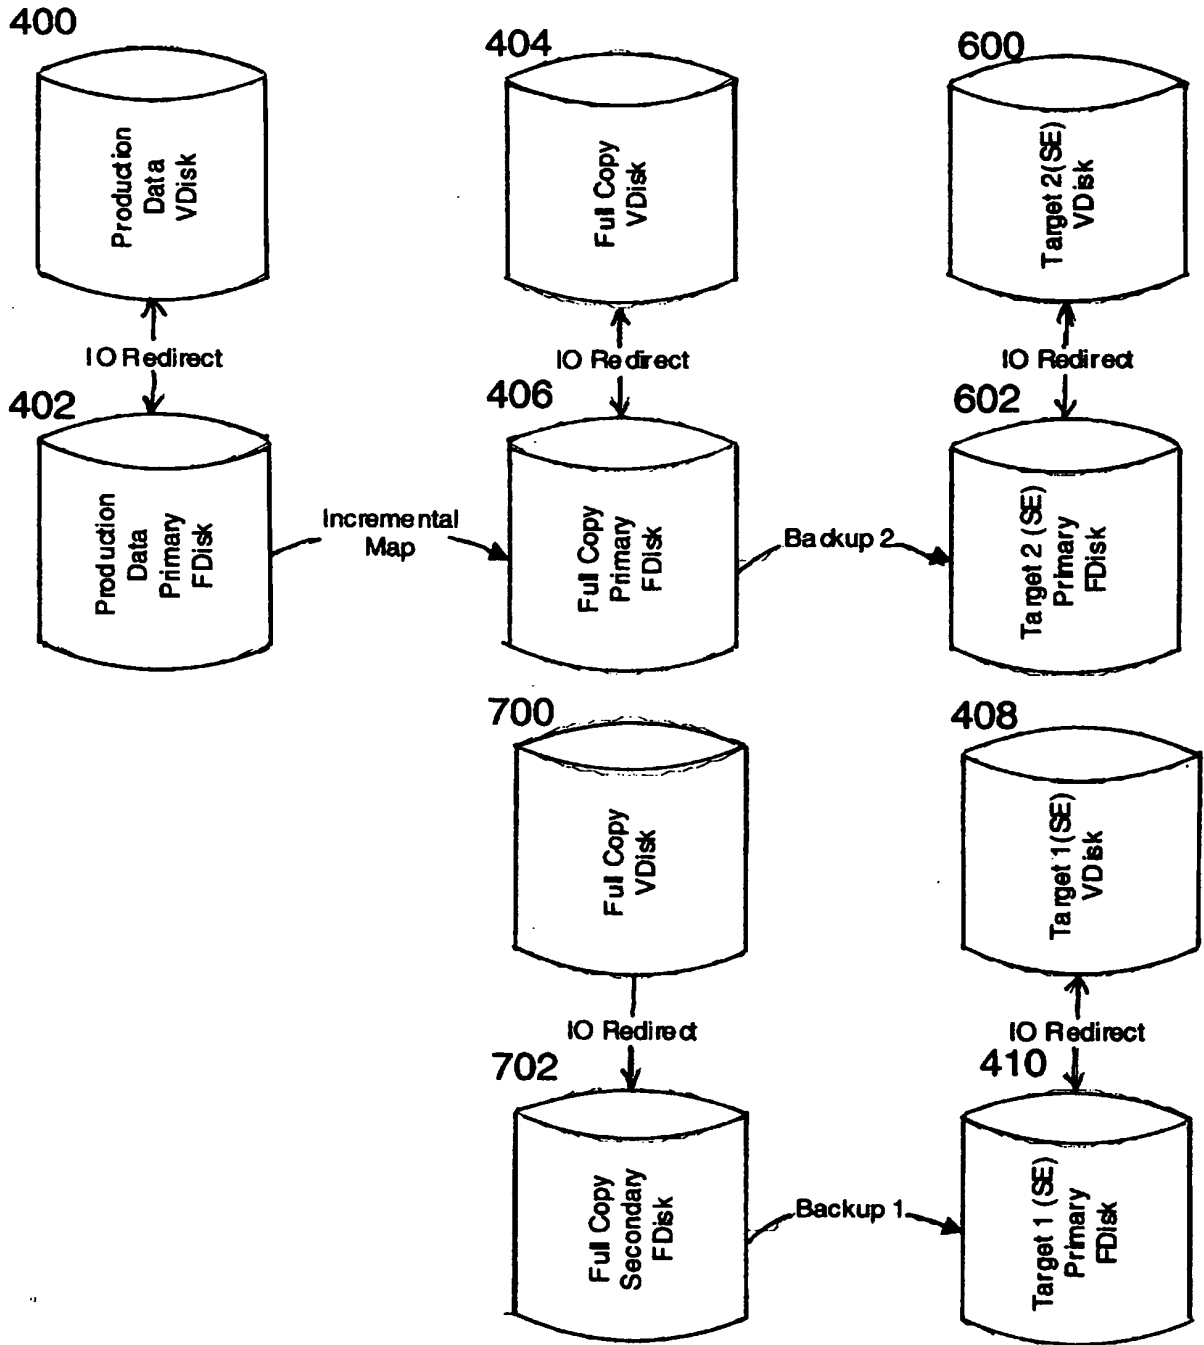 400
404
600
Production
Data
VDisk
Full Copy
VDisk
Target 2(SE)
VDisk
IO Redirect
IO Redirect
IO Redirect
402
406
602
Production
Data
Primary
FDisk
Incremental
Map
Full Copy
Primary
FDisk
Backup 2
Target 2 (SE)
Primary
FDisk
700
408
Full Copy
VDisk
Target 1(SE)
VDisk
IO Redirect
IO Redirect
702
410
Full Copy
Secondary
FDisk
Backup 1
Target 1 (SE)
Primary
FDisk